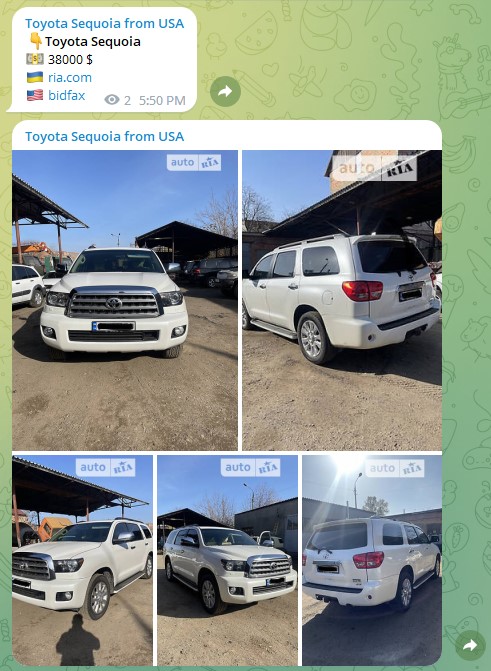 Toyota Sequoia from USA
👇Toyota Sequoia
💵 38000 $
🇺🇦 ria.com
🇺🇸 bidfax
2 5:50 PM
Toyota Sequoia from USA
auto RIA
auto RIA
auto RIA
auto RIA
auto RIA